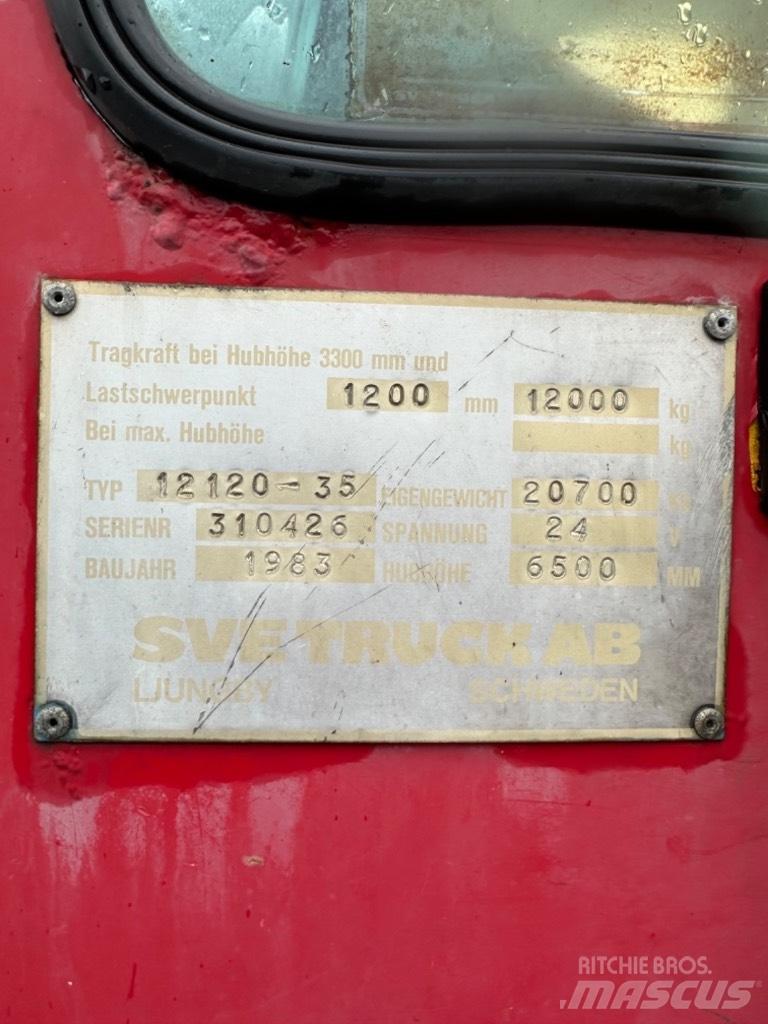 Tragkraft bei Hubhöhe 3300 mm und
Lastschwerpunkt 1200 mm 12000 kg
Bei max. Hubhöhe kg
TYP 12120-35 EIGENGEWICHT 20700 KG
SERIENR 310426 SPANNUNG 24 V
BAUJAHR 1983 HUBHÖHE 6500 MM
SVETRUCK AB
LJUNGBY SCHWEDEN
RITCHIE BROS.
MASCUS